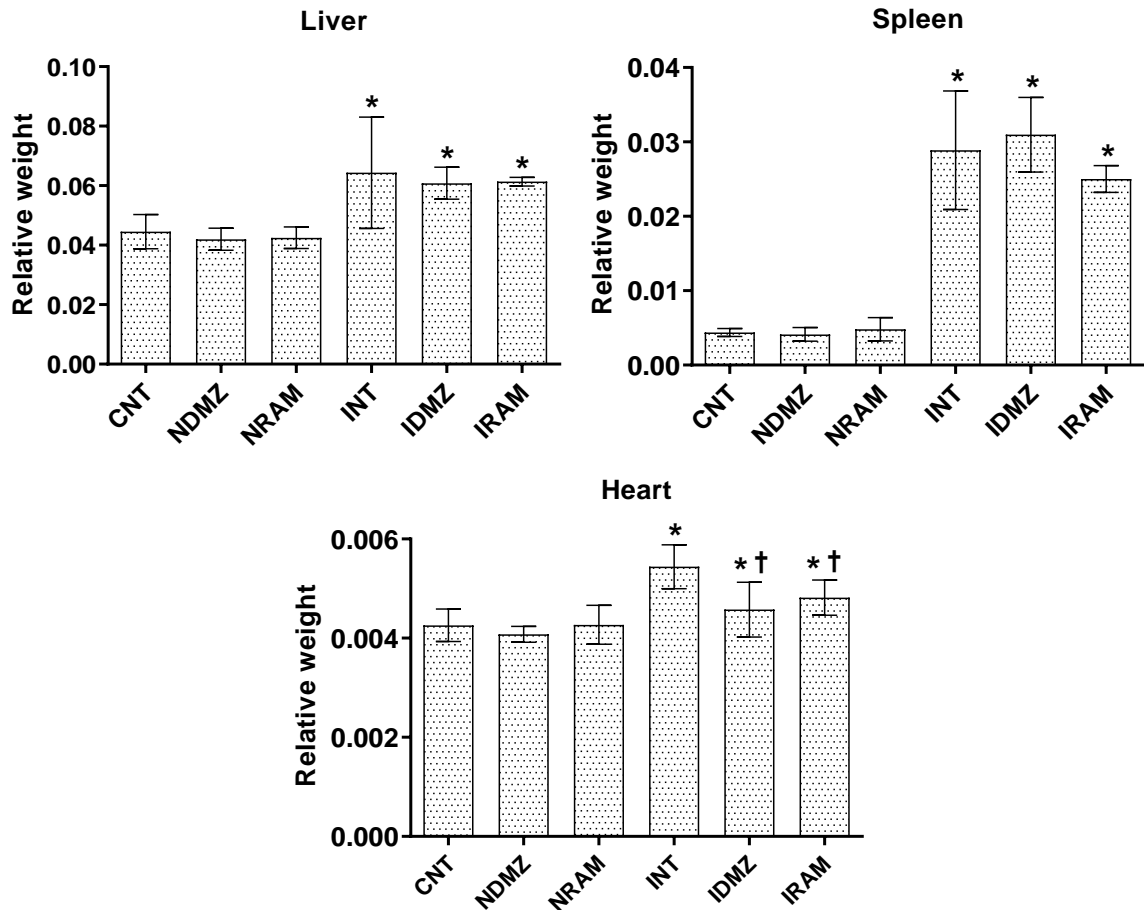 Liver
Relative weight
0.10
0.08
0.06
0.04
0.02
0.00
*
*
*
CNT
NDMZ
NRAM
INT
IDMZ
IRAM
Spleen
Relative weight
0.04
0.03
0.02
0.01
0.00
*
*
*
CNT
NDMZ
NRAM
INT
IDMZ
IRAM
Heart
Relative weight
0.006
0.004
0.002
0.000
*
* †
* †
CNT
NDMZ
NRAM
INT
IDMZ
IRAM